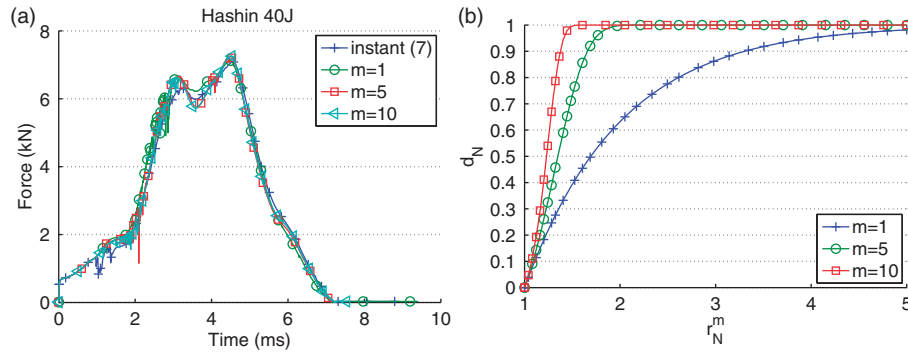 (a)
Hashin 40J
Force (kN)
8
6
4
2
0
0
2
4
6
8
10
Time (ms)
instant (7)
m=1
m=5
m=10
(b)
d_N
1
0.9
0.8
0.7
0.6
0.5
0.4
0.3
0.2
0.1
0
1
2
3
4
5
r_N^m
m=1
m=5
m=10